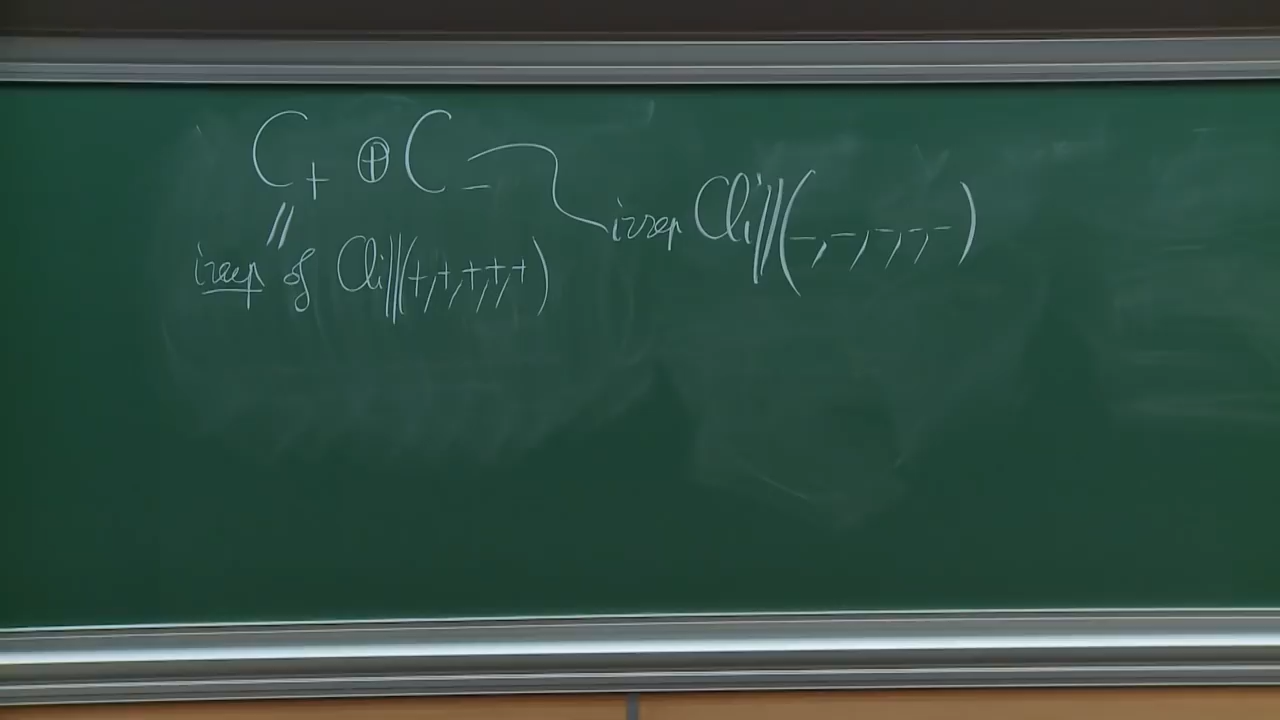 C₊ ⊕ C₋
irrep Cliff(-,-,-,-,-)
//
irrep of Cliff(+,+,+,+,+)